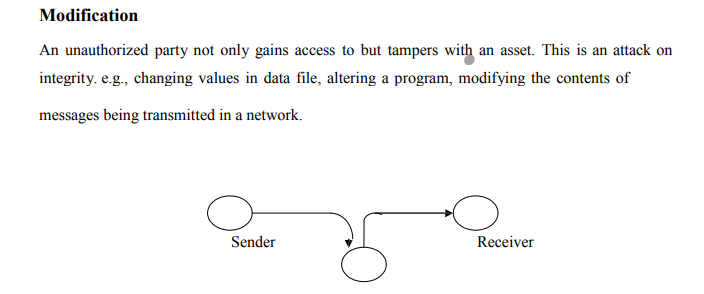 Modification
An unauthorized party not only gains access to but tampers with an asset. This is an attack on
integrity. e.g., changing values in data file, altering a program, modifying the contents of
messages being transmitted in a network.
Sender
Receiver